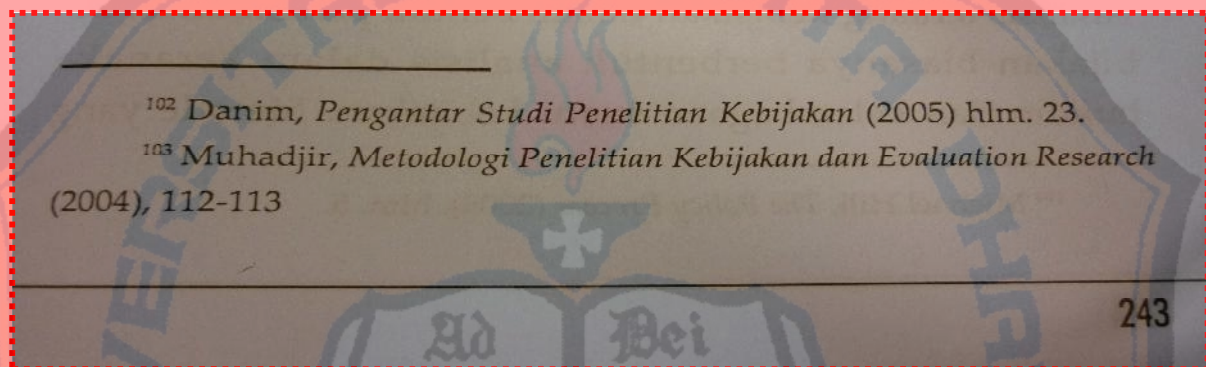 102 Danim, Pengantar Studi Penelitian Kebijakan (2005) hlm. 23.
103 Muhadjir, Metodologi Penelitian Kebijakan dan Evaluation Research
(2004), 112-113
243
Ad Dei